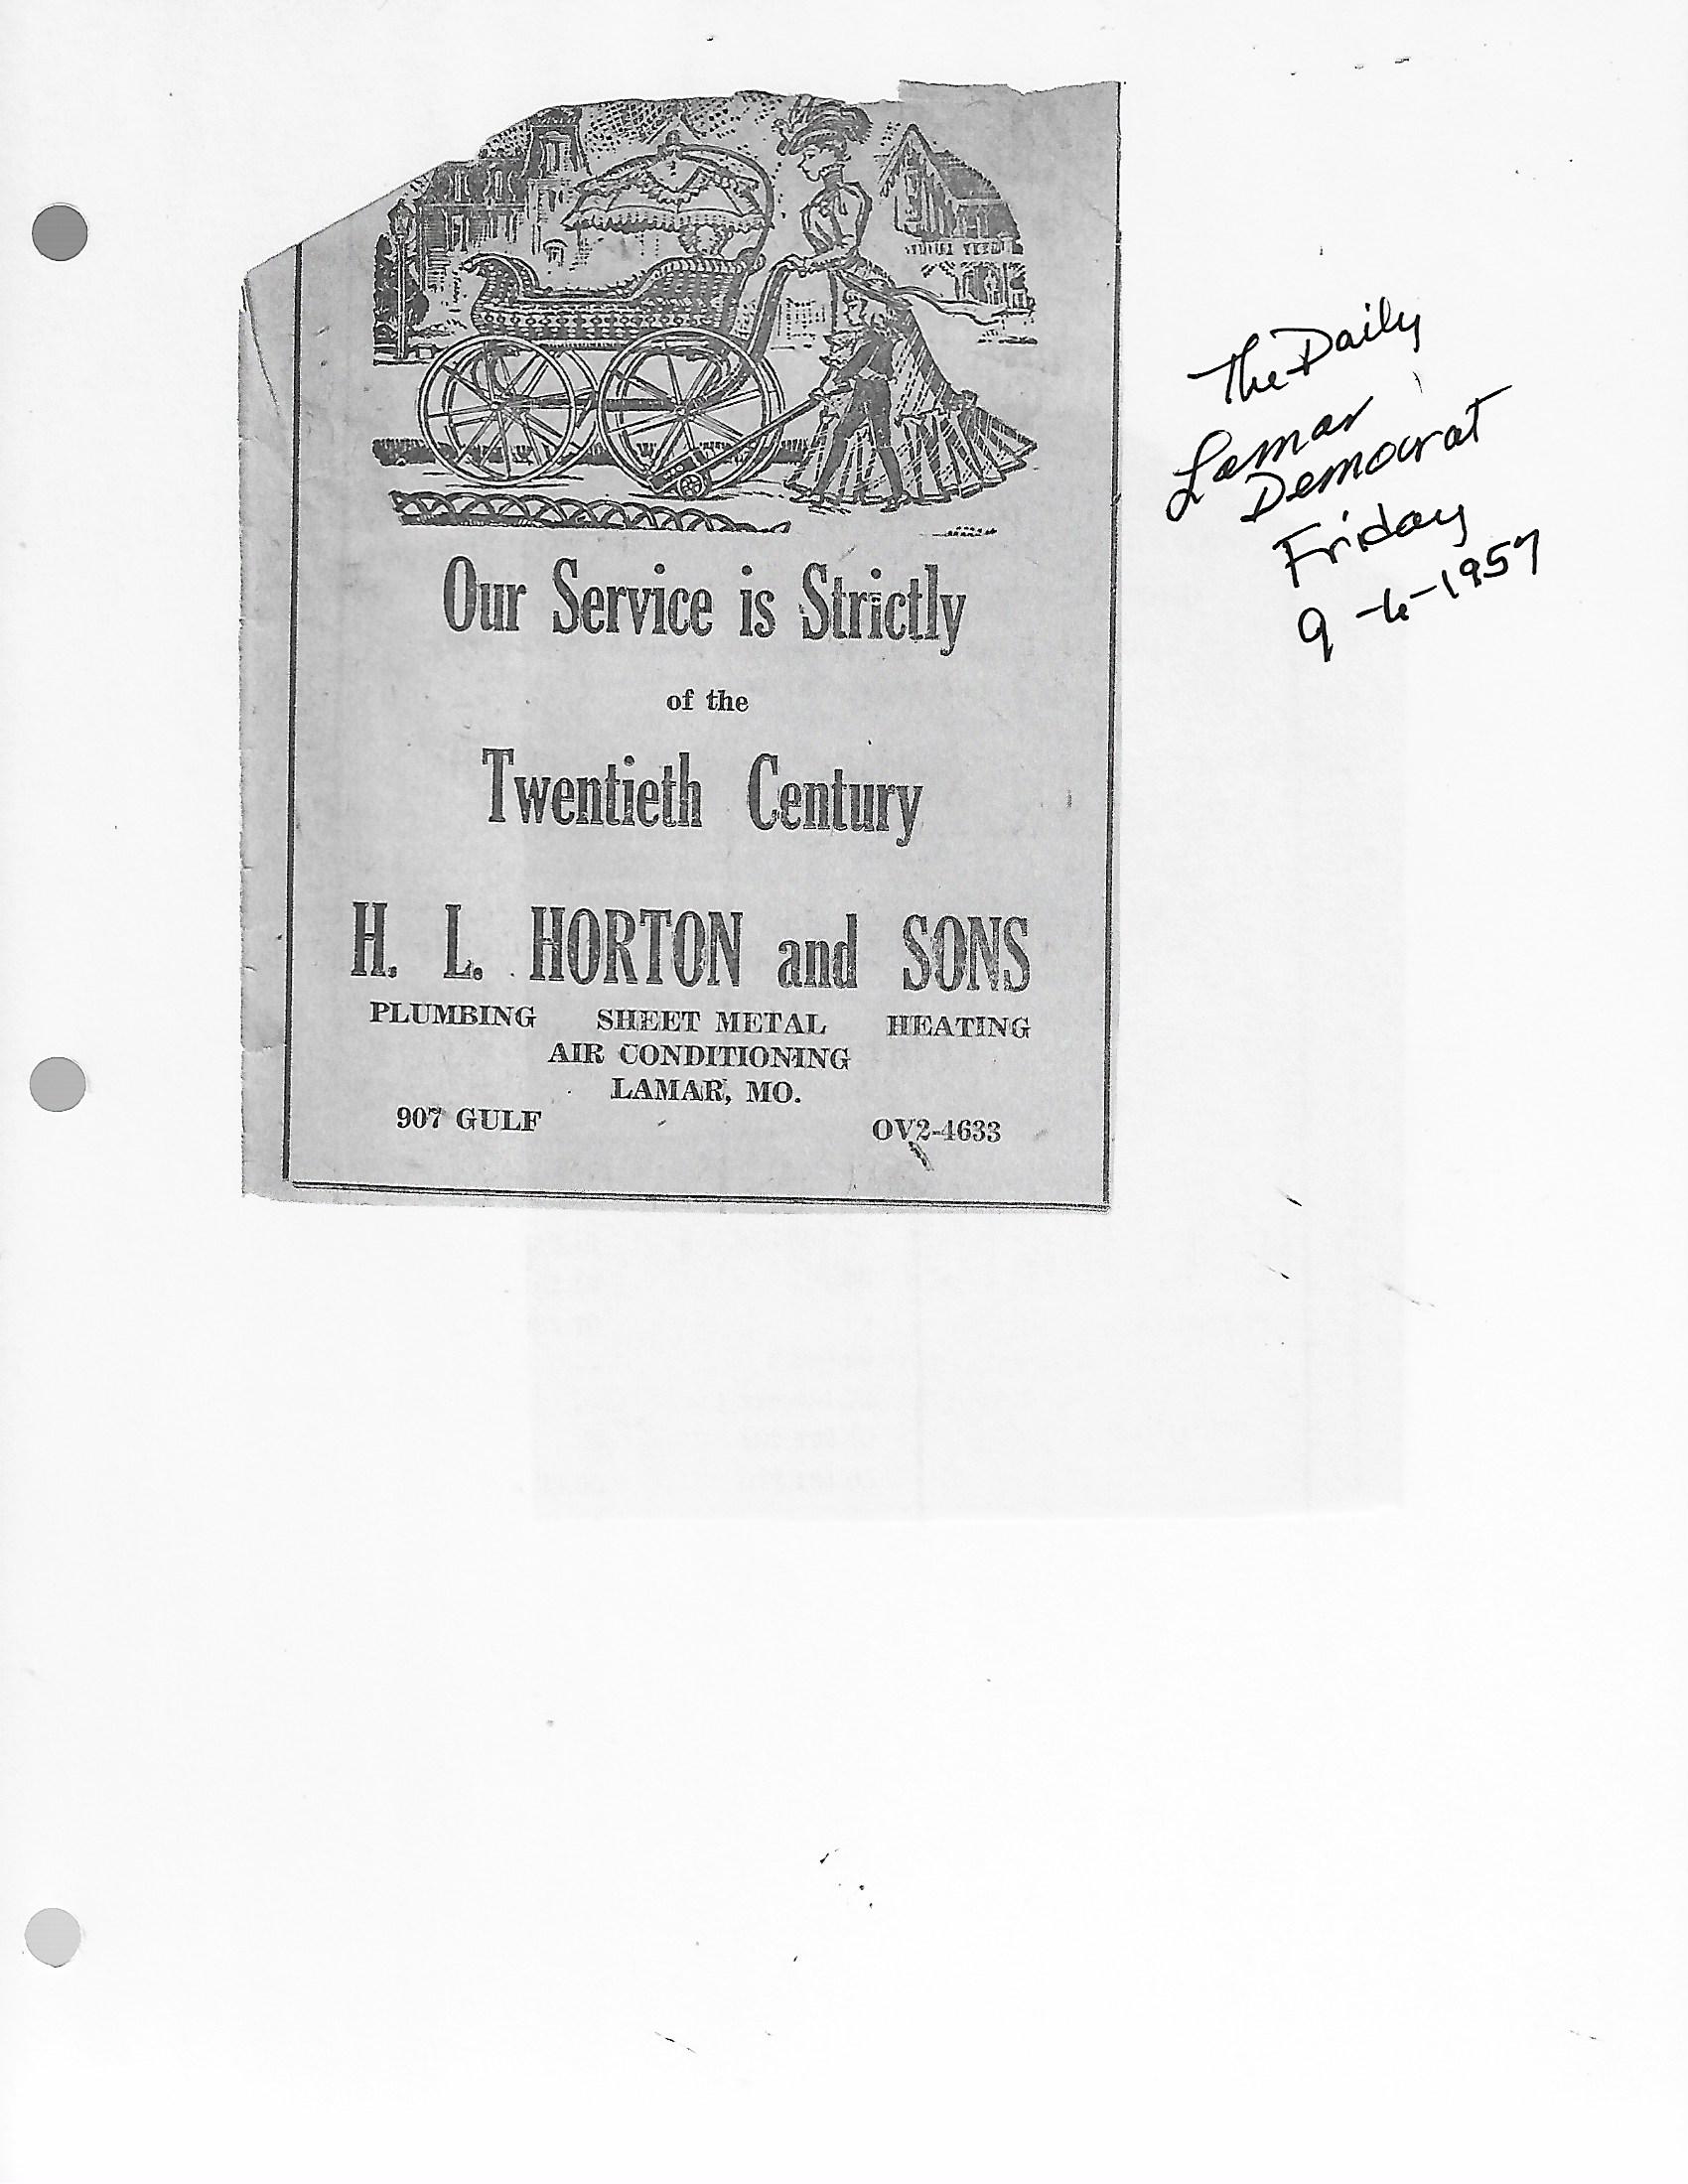 Our Service is Strictly
of the
Twentieth Century
H. L. HORTON and SONS
PLUMBING SHEET METAL HEATING
AIR CONDITIONING
LAMAR, MO.
907 GULF OV2-4633
The Daily
Lamar
Democrat
Friday
9-6-1957